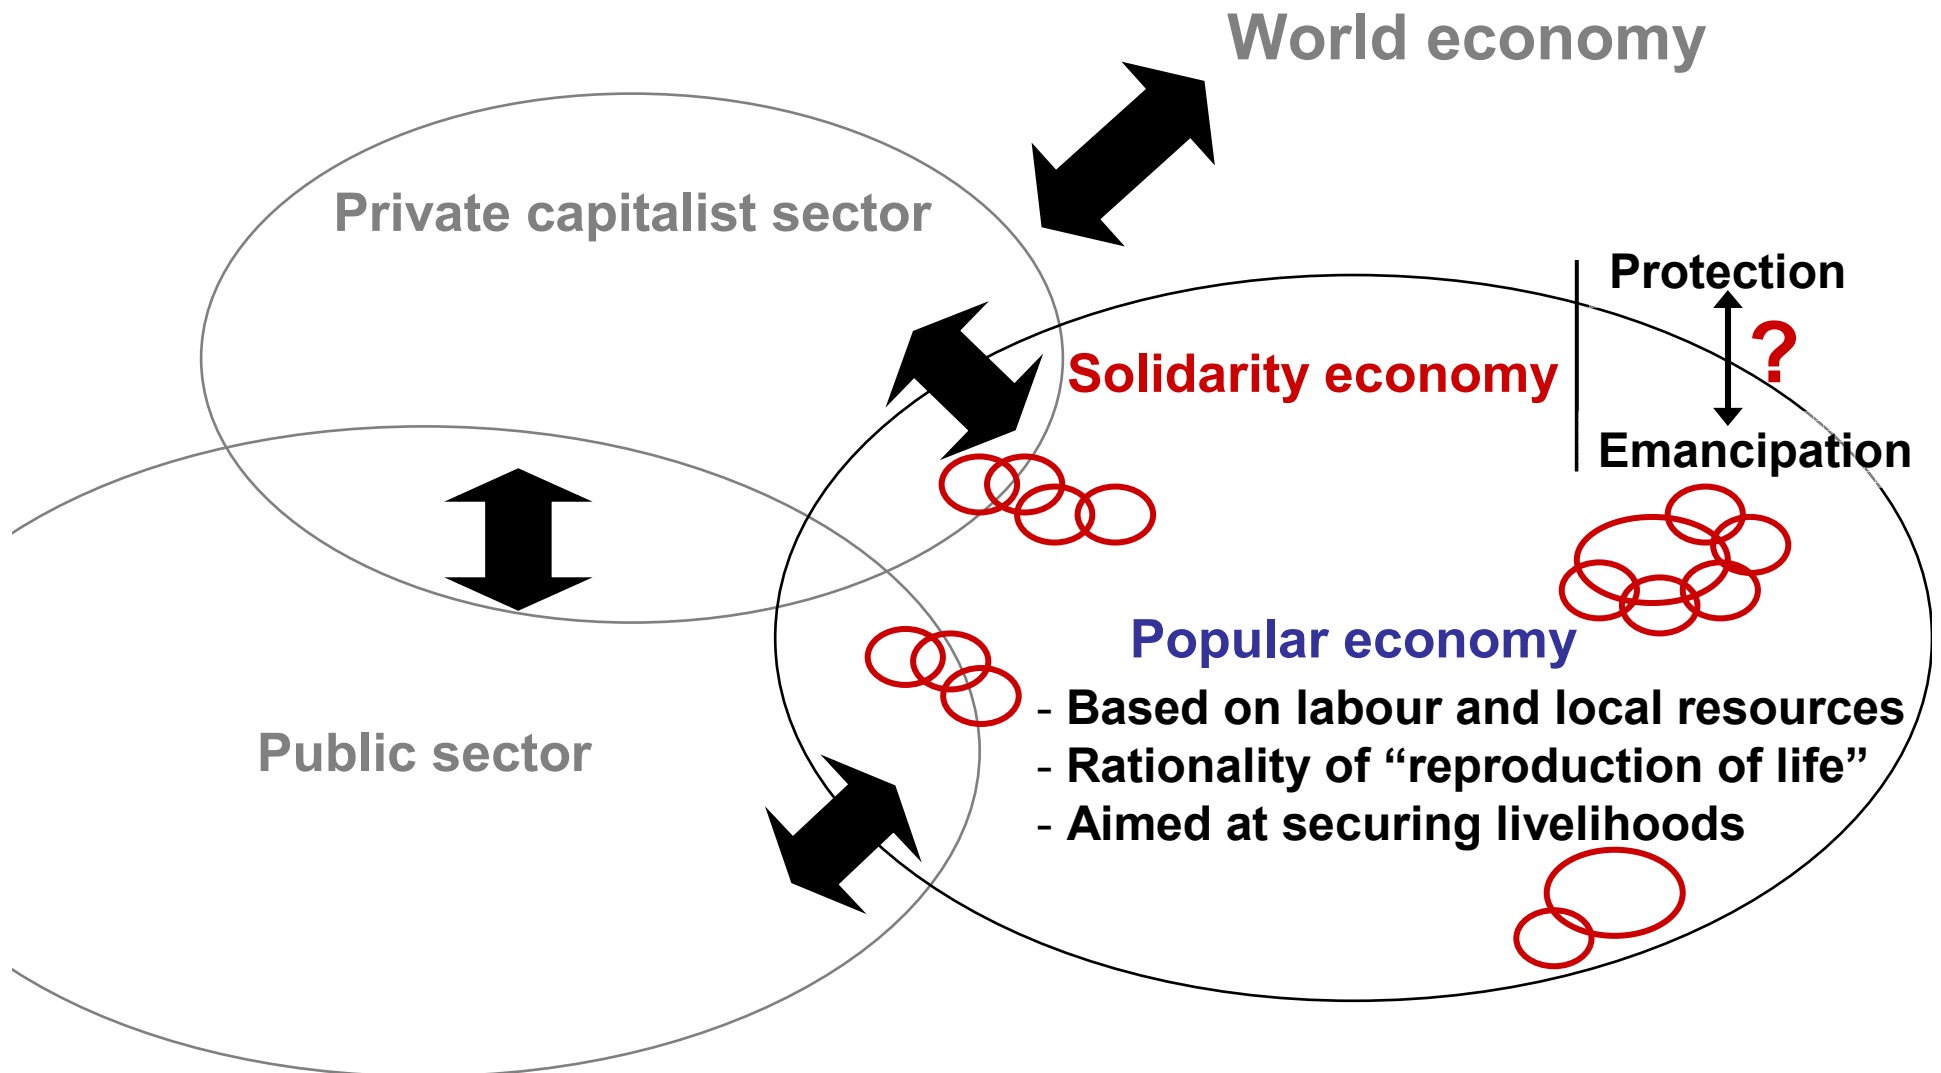 World economy
Private capitalist sector
Protection
?
Solidarity economy
Emancipation
Popular economy
- Based on labour and local resources
- Rationality of “reproduction of life”
- Aimed at securing livelihoods
Public sector